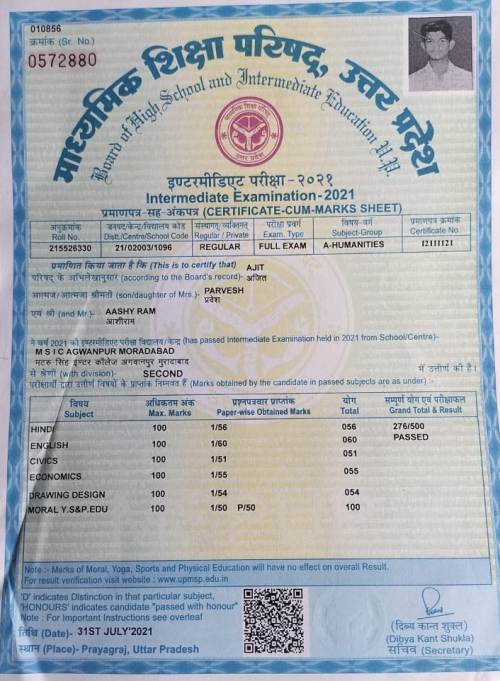 010856
क्रमांक (Sr. No.)
0572880
माध्यमिक शिक्षा परिषद्, उत्तर प्रदेश
Board of High School and Intermediate Education U.P.
माध्यमिक शिक्षा परिषद्
उत्तर प्रदेश
इण्टरमीडिएट परीक्षा-२०२१
Intermediate Examination-2021
प्रमाणपत्र-सह-अंकपत्र (CERTIFICATE-CUM-MARKS SHEET)
अनुक्रमांक जनपद/केन्द्र/विद्यालय कोड संस्थागत/व्यक्तिगत परीक्षा प्रवर्ग विषय-वर्ग प्रमाणपत्र क्रमांक
Roll No. Distt./Centre/School Code Regular / Private Exam. Type Subject-Group Certificate No.
215526330 21/02003/1096 REGULAR FULL EXAM A-HUMANITIES 12111121
प्रमाणित किया जाता है कि (This is to certify that) AJIT
परिषद् के अभिलेखानुसार (according to the Board's record)- अजित
आत्मज/आत्मजा श्रीमती (son/daughter of Mrs.)- PARVESH
प्रवेश
एवं श्री (and Mr.)- AASHY RAM
आशीराम
ने वर्ष 2021 की इण्टरमीडिएट परीक्षा विद्यालय/केन्द्र (has passed Intermediate Examination held in 2021 from School/Centre)-
M S I C AGWANPUR MORADABAD
मटरु सिंह इण्टर कॉलेज अगवानपुर मुरादाबाद
से श्रेणी (with division)- SECOND में उत्तीर्ण की है।
परीक्षार्थी द्वारा उत्तीर्ण विषयों के प्राप्तांक निम्नवत हैं (Marks obtained by the candidate in passed subjects are as under) :-
विषय अधिकतम अंक प्रश्नपत्रवार प्राप्तांक योग सम्पूर्ण योग एवं परीक्षाफल
Subject Max. Marks Paper-wise Obtained Marks Total Grand Total & Result
HINDI 100 1/56 056 276/500
ENGLISH 100 1/60 060 PASSED
CIVICS 100 1/51 051
ECONOMICS 100 1/55 055
DRAWING DESIGN 100 1/54 054
MORAL Y.S&P.EDU 100 1/50 P/50 100
Note :- Marks of Moral, Yoga, Sports and Physical Education will have no effect on overall Result.
For result verification visit website : www.upmsp.edu.in
'D' indicates Distinction in that particular subject,
'HONOURS' indicates candidate "passed with honour"
Note : For Important Instructions see overleaf
तिथि (Date)- 31ST JULY'2021
स्थान (Place)- Prayagraj, Uttar Pradesh
(दिव्य कान्त शुक्ल)
(Dibya Kant Shukla)
सचिव (Secretary)